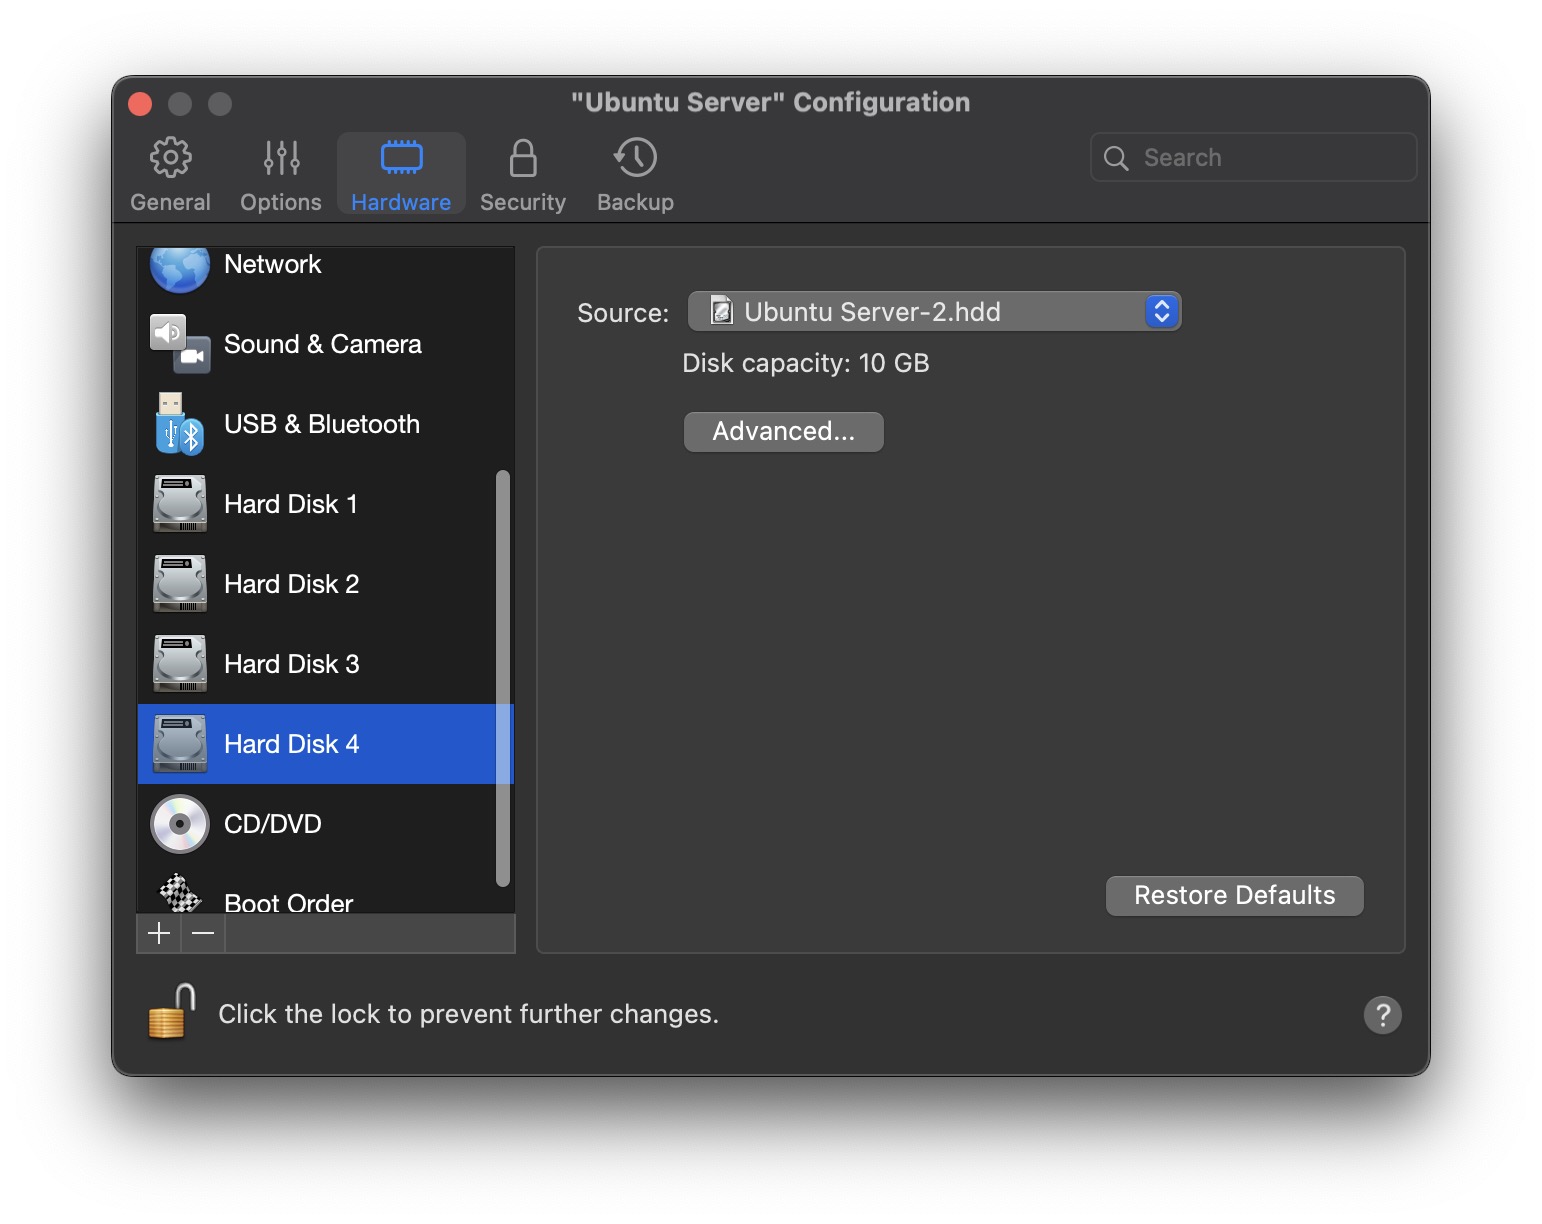 "Ubuntu Server" Configuration
General
Options
Hardware
Security
Backup
Search
Network
Sound & Camera
USB & Bluetooth
Hard Disk 1
Hard Disk 2
Hard Disk 3
Hard Disk 4
CD/DVD
Boot Order
Source:
Ubuntu Server-2.hdd
Disk capacity: 10 GB
Advanced...
Restore Defaults
Click the lock to prevent further changes.
?